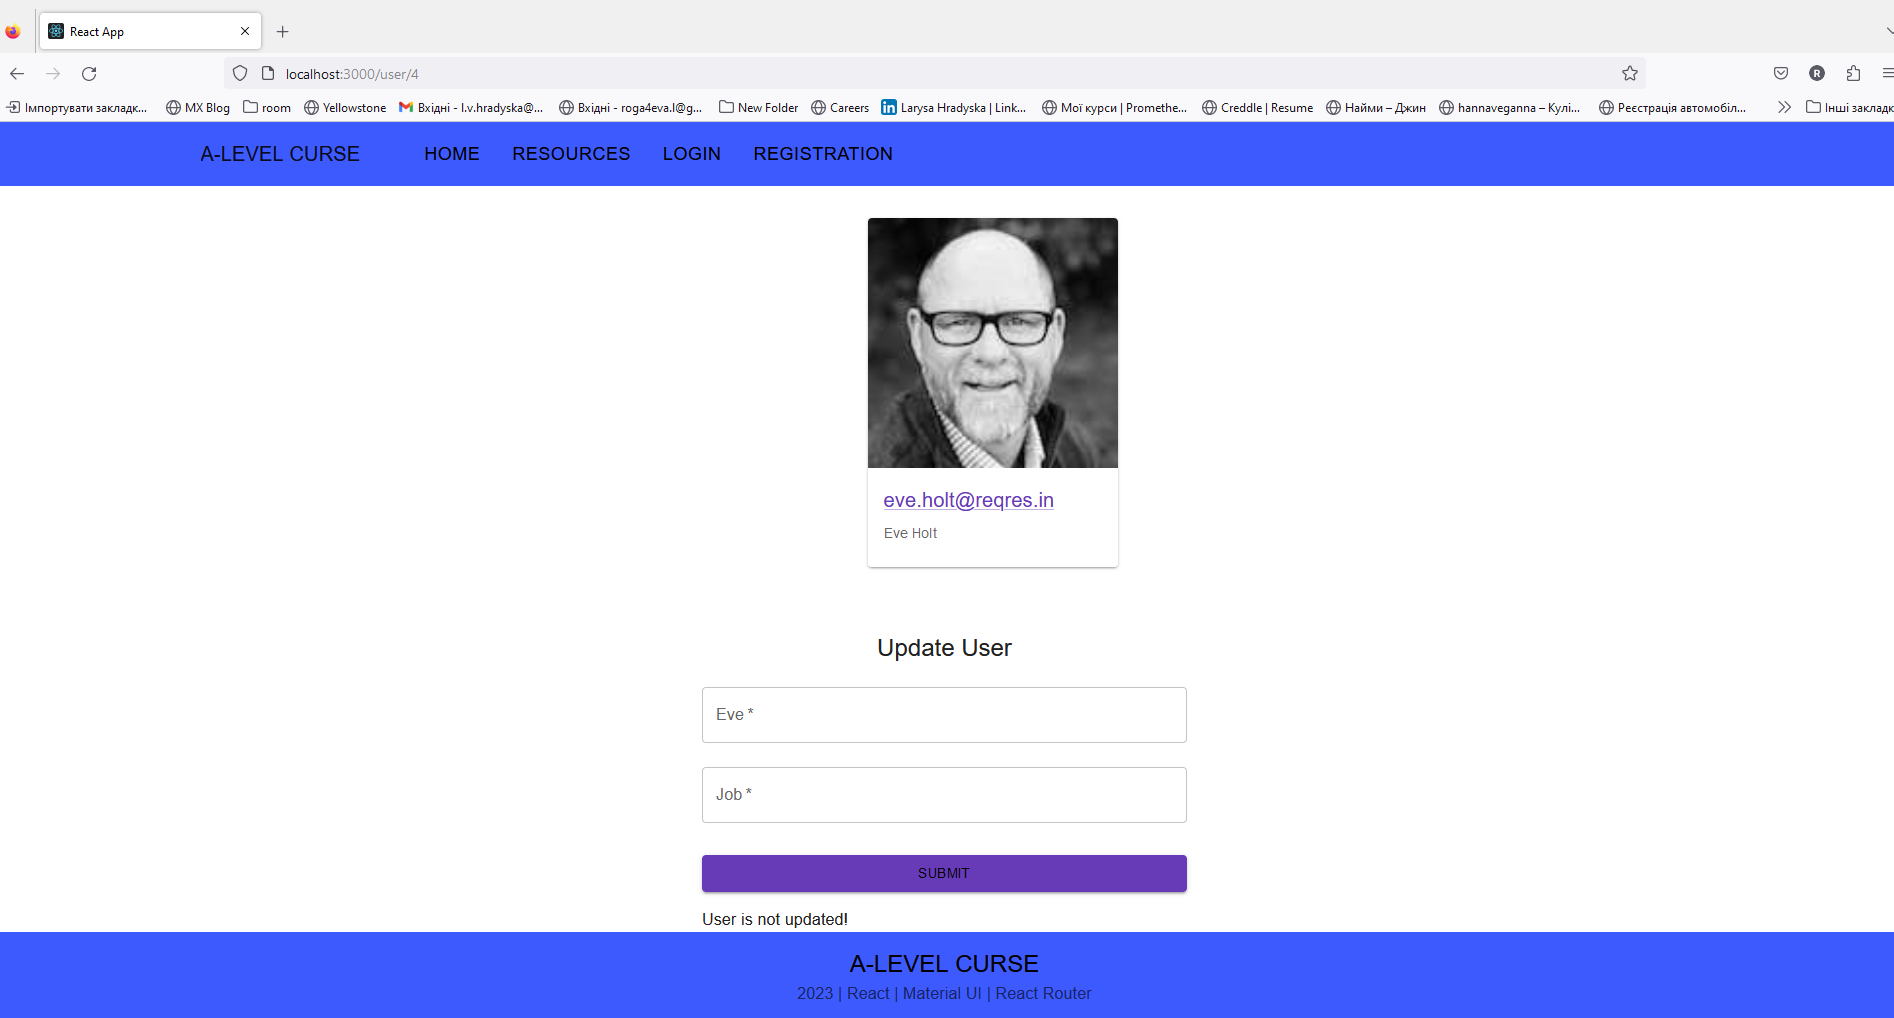 React App
localhost:3000/user/4
Імпортувати закладк... MX Blog room Yellowstone Вхідні - l.v.hradyska@... Вхідні - roga4eva.l@g... New Folder Careers Larysa Hradyska | Link... Мої курси | Promethe... Creddle | Resume Найми – Джин hannaveganna – Кулі... Реєстрація автомобіл... Інші заклад
A-LEVEL CURSE HOME RESOURCES LOGIN REGISTRATION
eve.holt@reqres.in
Eve Holt
Update User
Eve *
Job *
SUBMIT
User is not updated!
A-LEVEL CURSE
2023 | React | Material UI | React Router